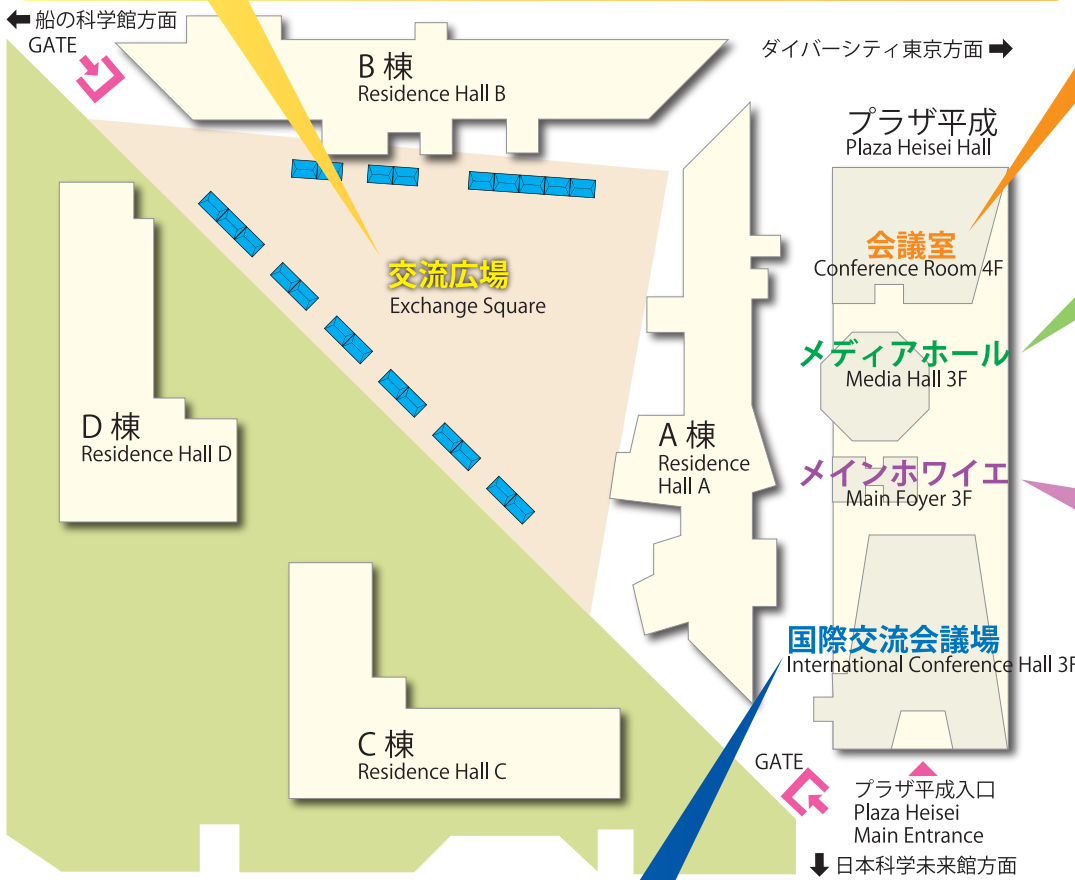 ⬅ 船の科学館方面
GATE
B 棟
Residence Hall B
ダイバーシティ東京方面 ➡
プラザ平成
Plaza Heisei Hall
会議室
Conference Room 4F
交流広場
Exchange Square
メディアホール
Media Hall 3F
D 棟
Residence Hall D
A 棟
Residence
Hall A
メインホワイエ
Main Foyer 3F
国際交流会議場
International Conference Hall 3F
C 棟
Residence Hall C
GATE
プラザ平成入口
Plaza Heisei
Main Entrance
⬇ 日本科学未来館方面